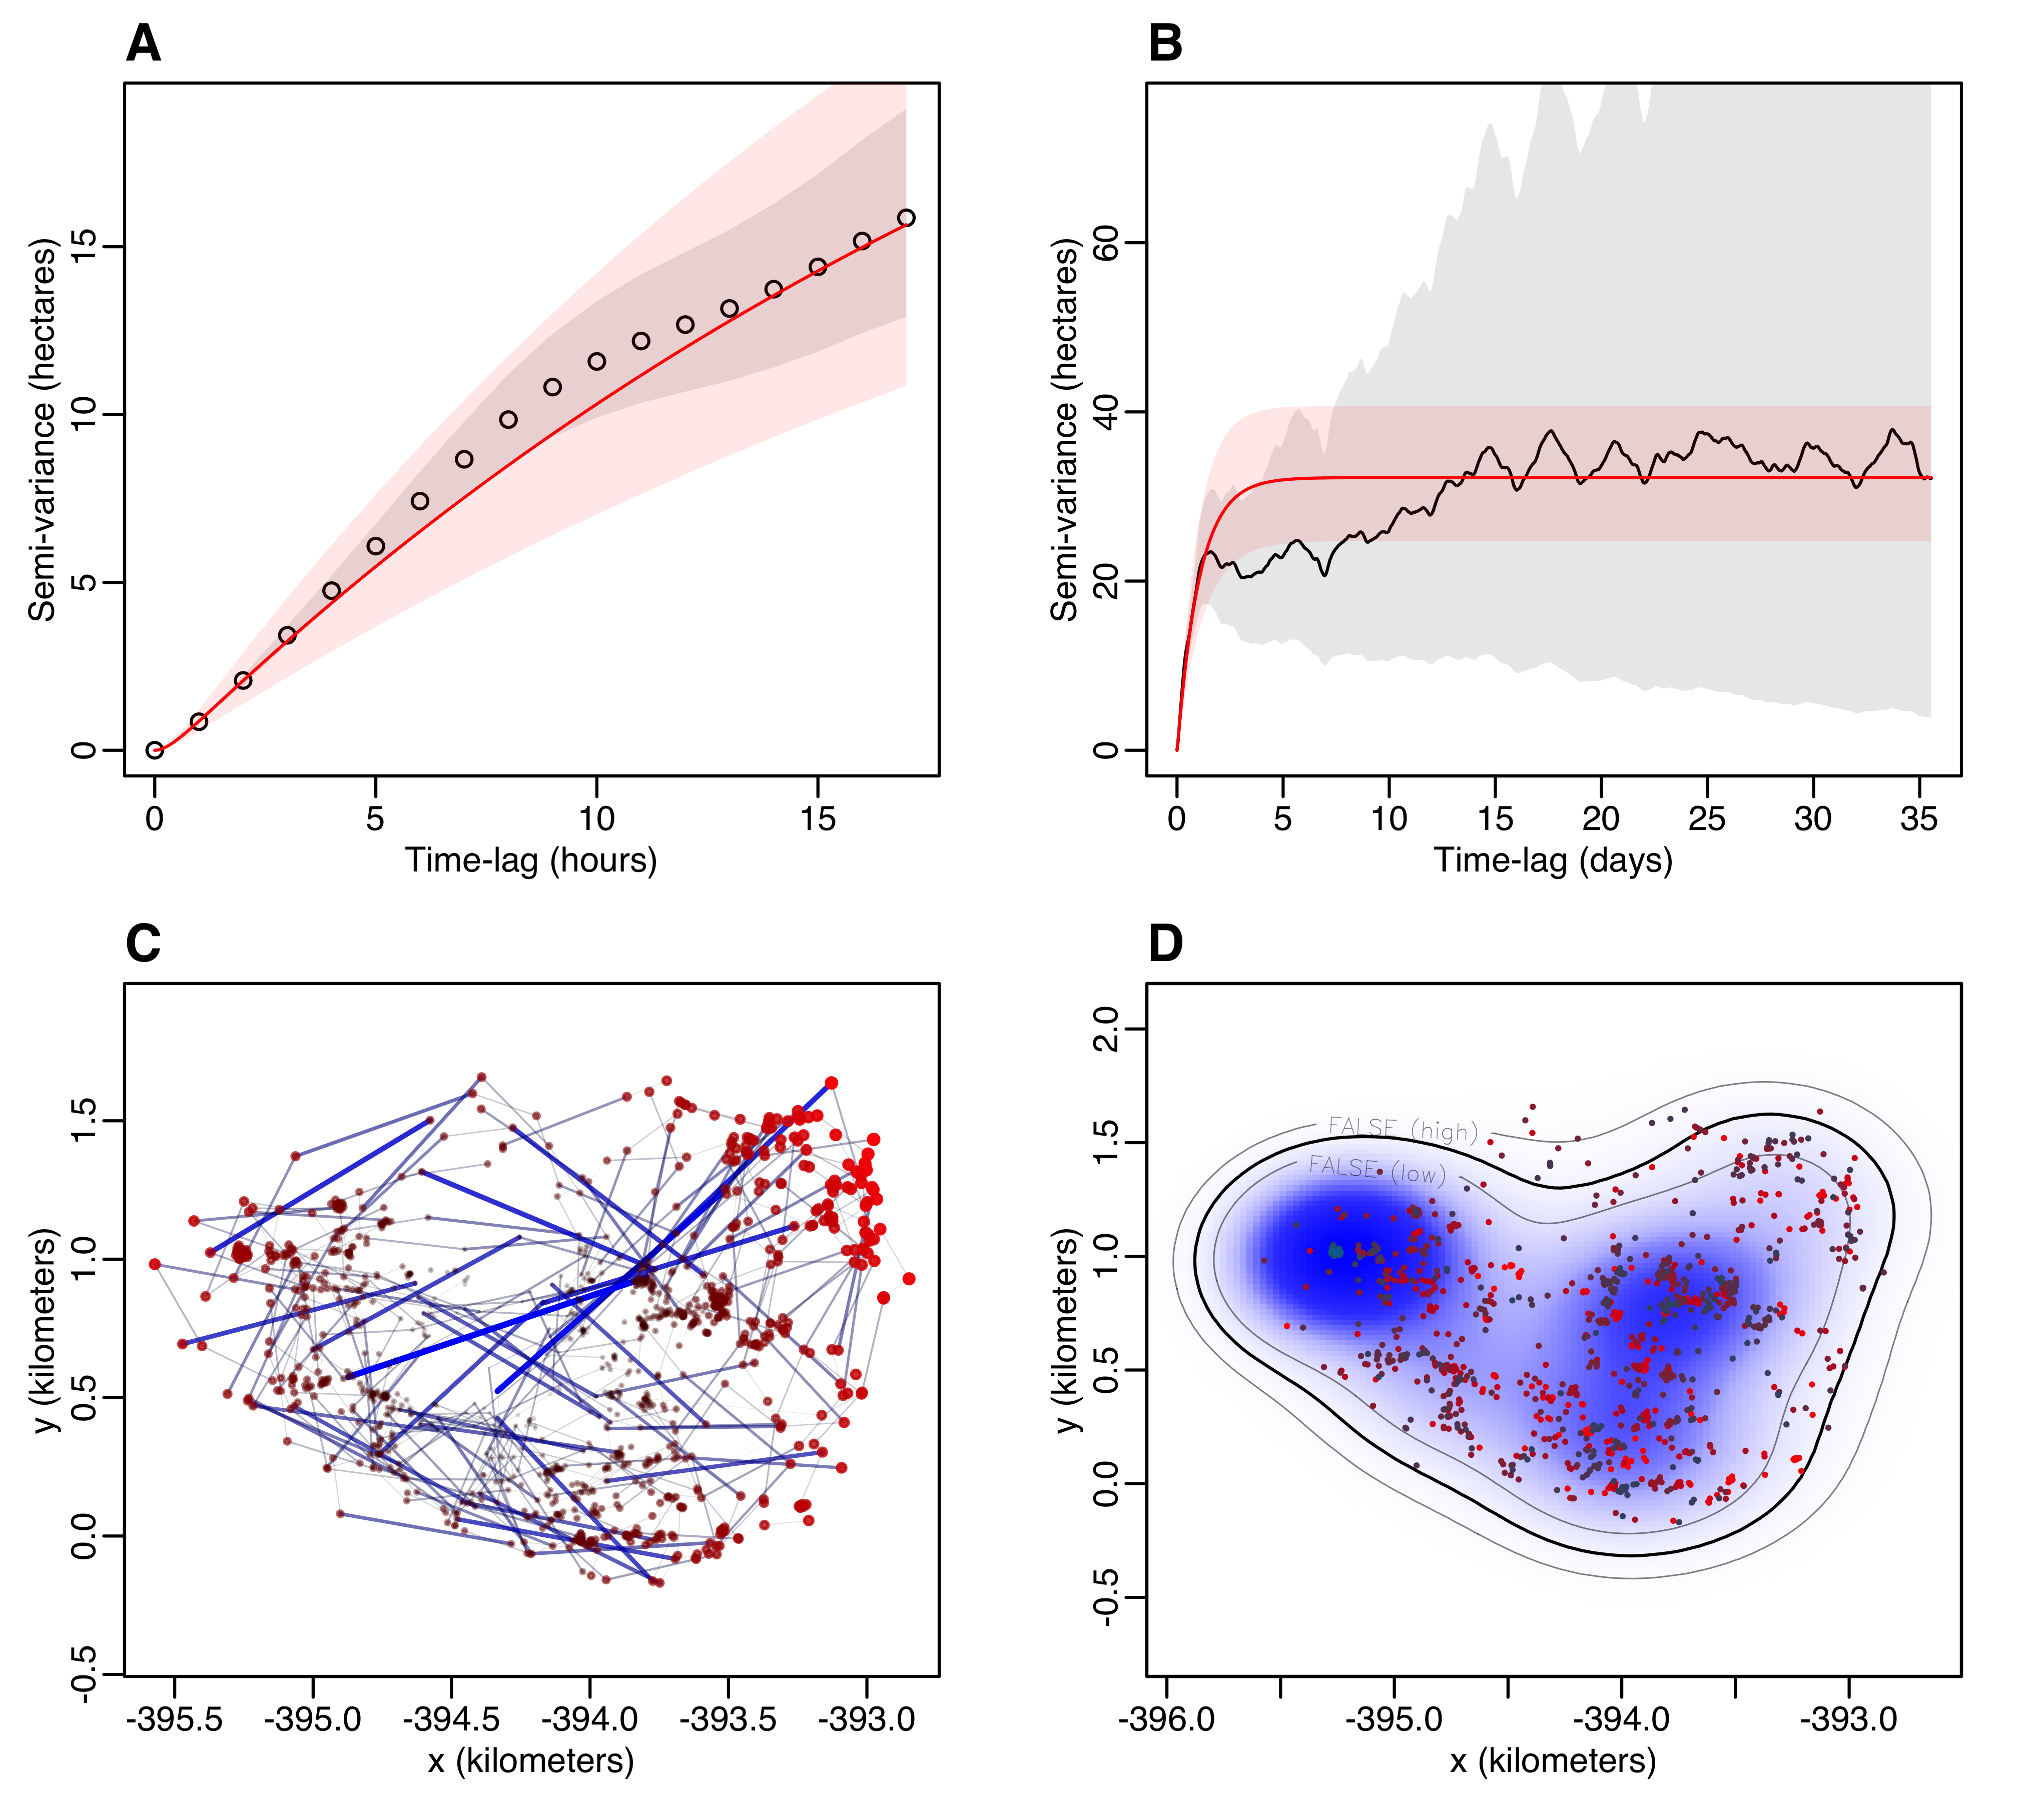 A
Semi-variance (hectares)
15
10
5
0
0 5 10 15
Time-lag (hours)
B
Semi-variance (hectares)
60
40
20
0
0 5 10 15 20 25 30 35
Time-lag (days)
C
y (kilometers)
1.5
1.0
0.5
0.0
-0.5
-395.5 -395.0 -394.5 -394.0 -393.5 -393.0
x (kilometers)
D
y (kilometers)
2.0
1.5
1.0
0.5
0.0
-0.5
FALSE (high)
FALSE (low)
-396.0 -395.0 -394.0 -393.0
x (kilometers)